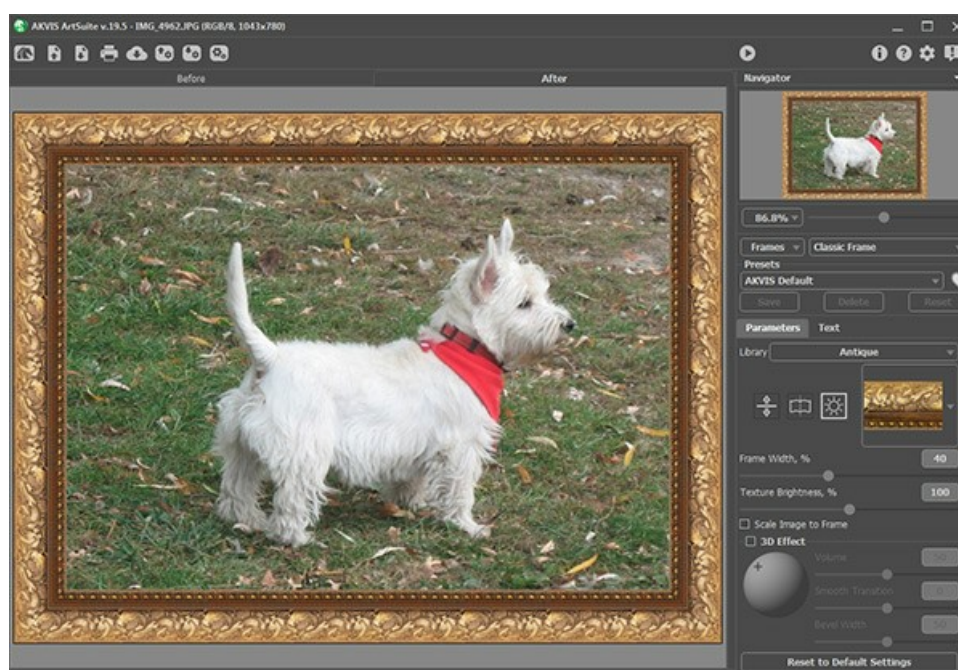 AKVIS ArtSuite v.19.5 - IMG_4962.JPG (RGB/8, 1043x780)
Before
After
Navigator
86.8%
Frames
Classic Frame
Presets
AKVIS Default
Save
Delete
Reset
Parameters
Text
Library
Antique
Frame Width, %
40
Texture Brightness, %
100
Scale Image to Frame
3D Effect
Volume
50
Smooth Transition
0
Bevel Width
50
Reset to Default Settings